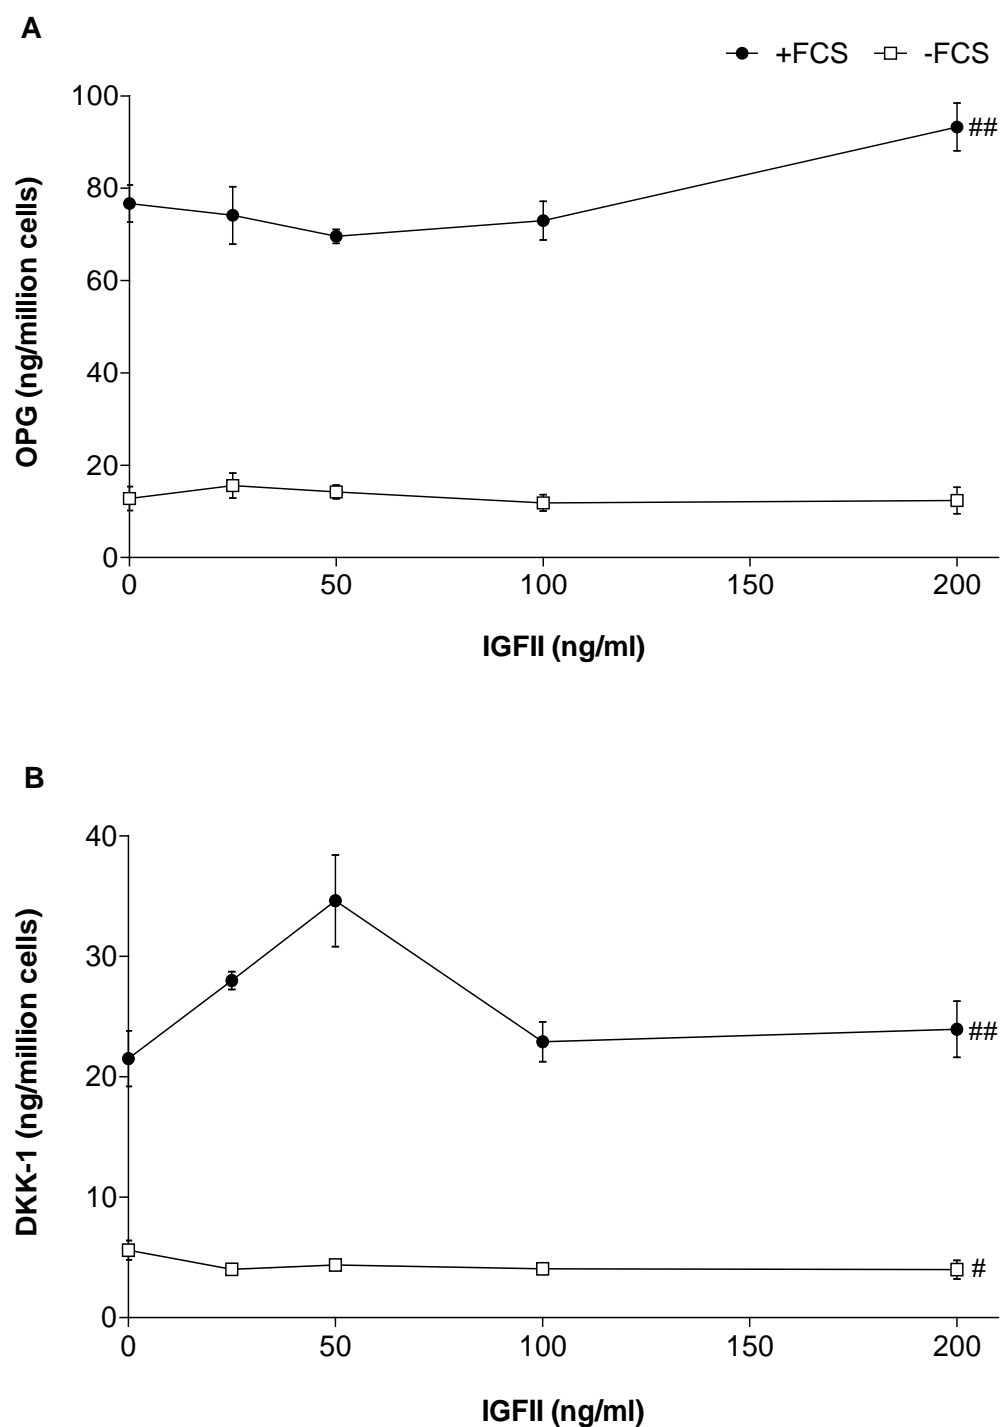 A
+FCS -FCS
100
80
60
40
20
0
##
OPG (ng/million cells)
0 50 100 150 200
IGFII (ng/ml)
B
40
30
20
10
0
##
#
DKK-1 (ng/million cells)
0 50 100 150 200
IGFII (ng/ml)